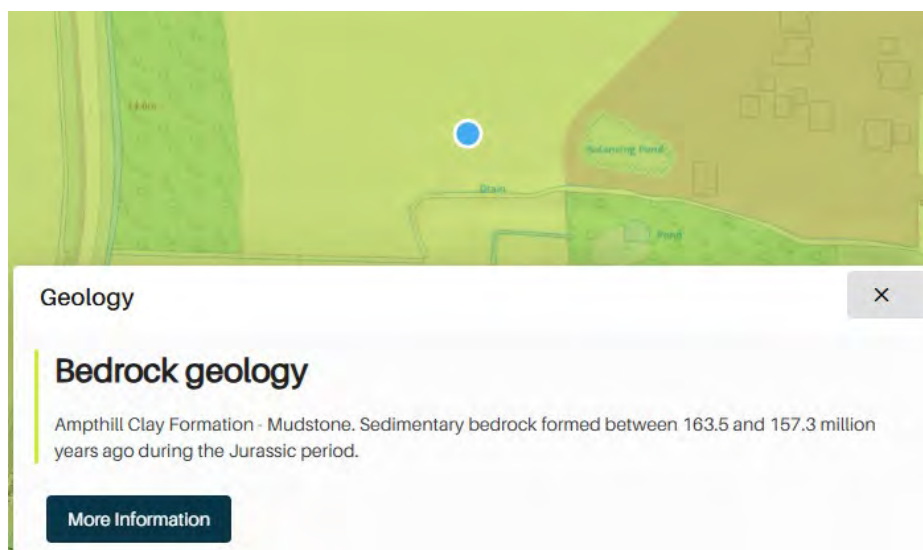 Balancing Pond
Drain
Pond
Geology
Bedrock geology
Ampthill Clay Formation - Mudstone. Sedimentary bedrock formed between 163.5 and 157.3 million
years ago during the Jurassic period.
More Information